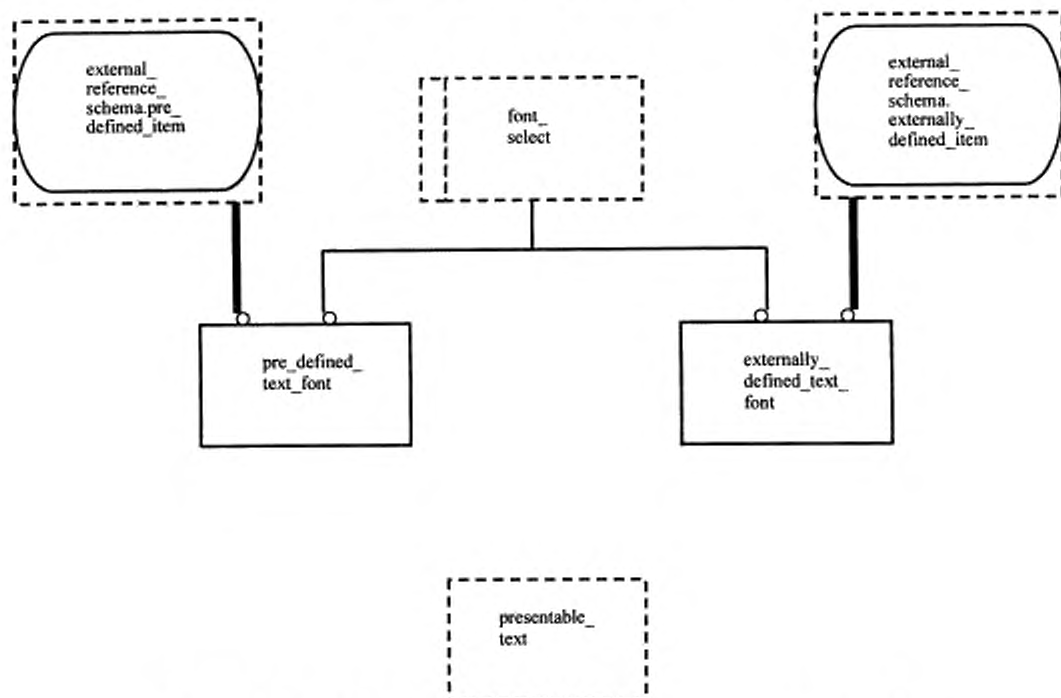 external_
reference_
schema.pre_
defined_item
font_
select
external_
reference_
schema.
externally_
defined_item
pre_defined_
text_font
externally_
defined_text_
font
presentable_
text